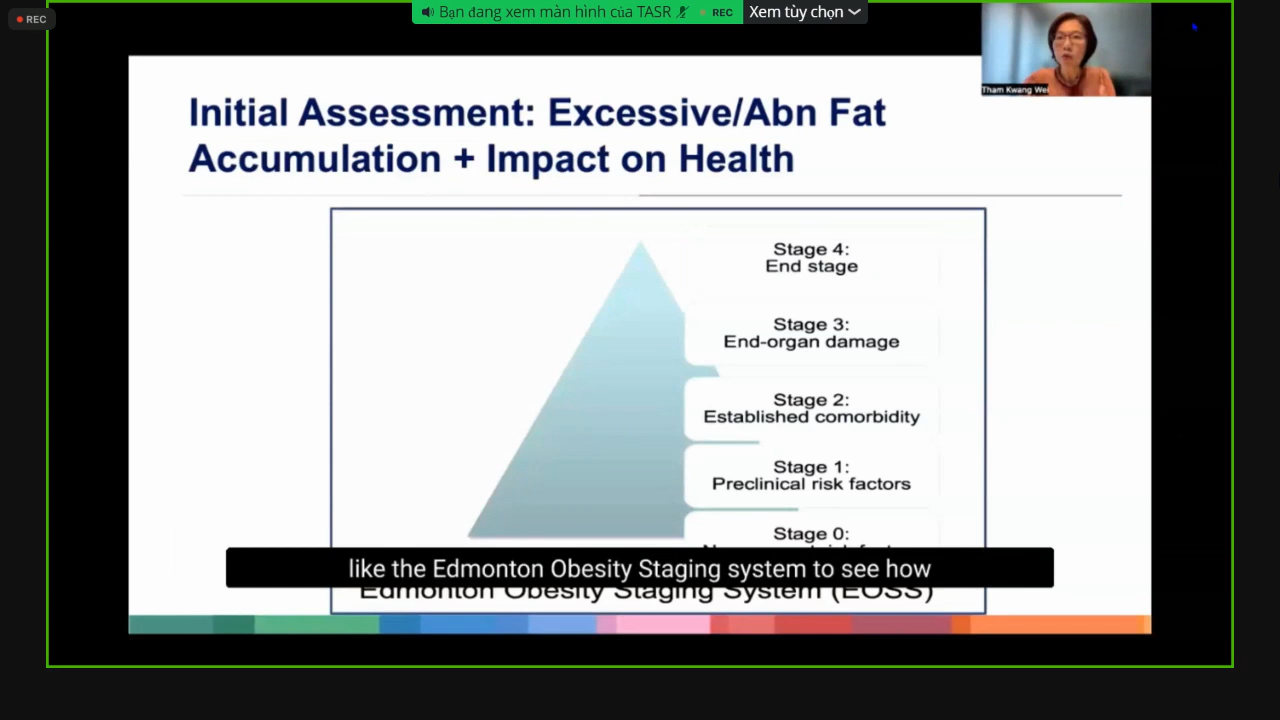 REC
Bạn đang xem màn hình của TASR
REC
Xem tùy chọn
Tham Kwang Wei
Initial Assessment: Excessive/Abn Fat
Accumulation + Impact on Health
Stage 4:
End stage
Stage 3:
End-organ damage
Stage 2:
Established comorbidity
Stage 1:
Preclinical risk factors
Stage 0:
like the Edmonton Obesity Staging system to see how
Edmonton Obesity Staging System (EOSS)